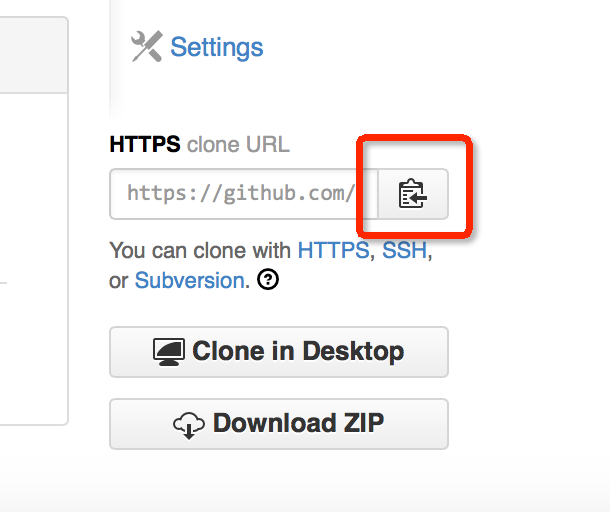 Settings
HTTPS clone URL
https://github.com/
You can clone with HTTPS, SSH,
or Subversion. ?
Clone in Desktop
Download ZIP